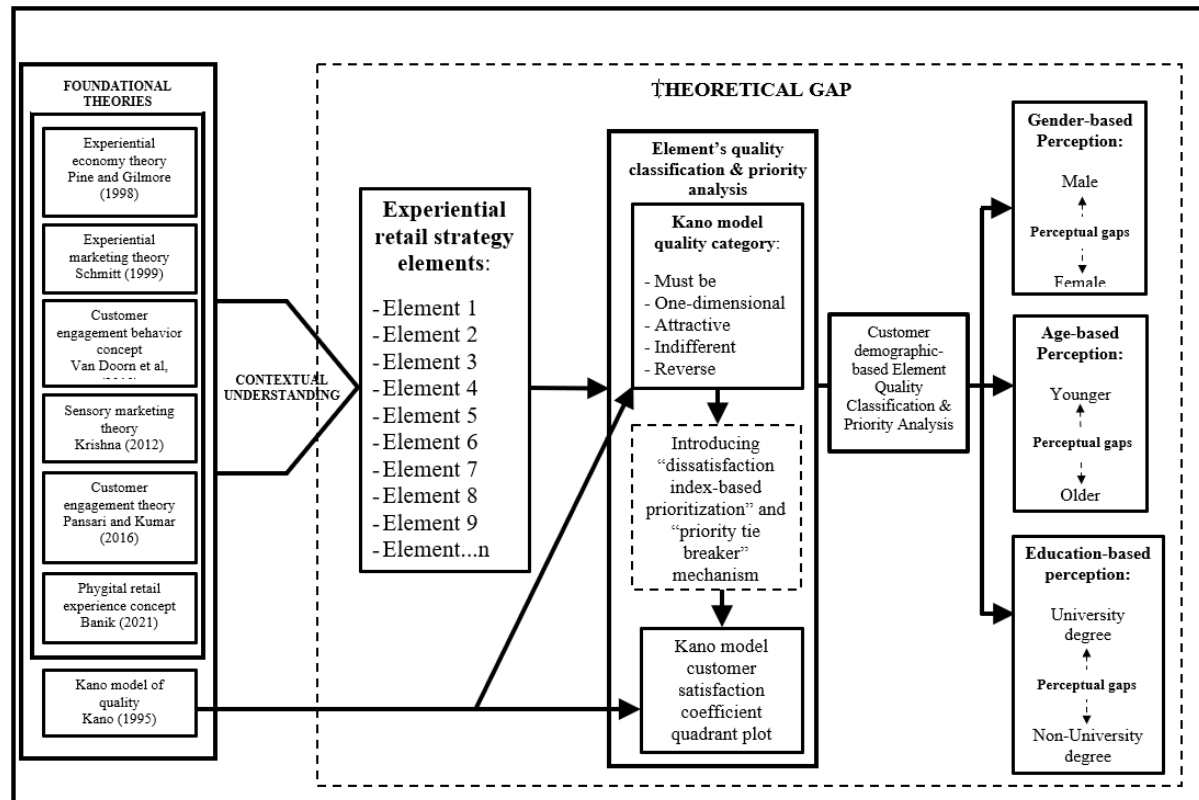 FOUNDATIONAL
THEORIES
Experiential
economy theory
Pine and Gilmore
(1998)
Experiential
marketing theory
Schmitt (1999)
Customer
engagement behavior
concept
Van Doorn et al,
Sensory marketing
theory
Krishna (2012)
Customer
engagement theory
Pansari and Kumar
(2016)
Phygital retail
experience concept
Banik (2021)
Kano model of
quality
Kano (1995)
CONTEXTUAL
UNDERSTANDING
THEORETICAL GAP
Experiential
retail strategy
elements:
- Element 1
- Element 2
- Element 3
- Element 4
- Element 5
- Element 6
- Element 7
- Element 8
- Element 9
- Element...n
Element’s quality
classification & priority
analysis
Kano model
quality category:
- Must be
- One-dimensional
- Attractive
- Indifferent
- Reverse
Introducing
“dissatisfaction
index-based
prioritization” and
“priority tie
breaker”
mechanism
Kano model
customer
satisfaction
coefficient
quadrant plot
Customer
demographic-
based Element
Quality
Classification &
Priority Analysis
Gender-based
Perception:
Male
Perceptual gaps
Female
Age-based
Perception:
Younger
Perceptual gaps
Older
Education-based
perception:
University
degree
Perceptual gaps
Non-University
degree